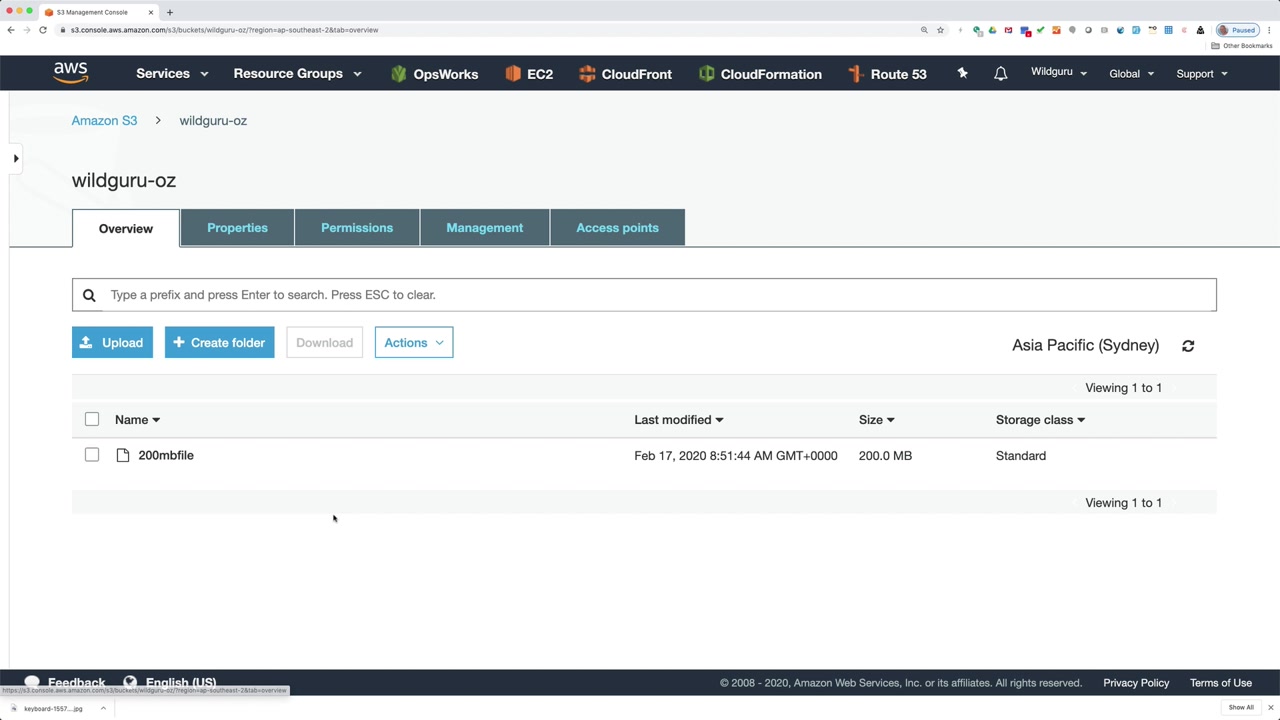 S3 Management Console
s3.console.aws.amazon.com/s3/buckets/wildguru-oz/?region=ap-southeast-2&tab=overview
Paused
Other Bookmarks
aws
Services
Resource Groups
OpsWorks
EC2
CloudFront
CloudFormation
Route 53
Wildguru
Global
Support
Amazon S3 > wildguru-oz
wildguru-oz
Overview
Properties
Permissions
Management
Access points
Type a prefix and press Enter to search. Press ESC to clear.
Upload
+ Create folder
Download
Actions
Asia Pacific (Sydney)
Viewing 1 to 1
Name
Last modified
Size
Storage class
200mbfile
Feb 17, 2020 8:51:44 AM GMT+0000
200.0 MB
Standard
Viewing 1 to 1
Feedback
English (US)
© 2008 - 2020, Amazon Web Services, Inc. or its affiliates. All rights reserved.
Privacy Policy
Terms of Use
https://s3.console.aws.amazon.com/s3/buckets/wildguru-oz/?region=ap-southeast-2&tab=overview
keyboard-1557....jpg
Show All